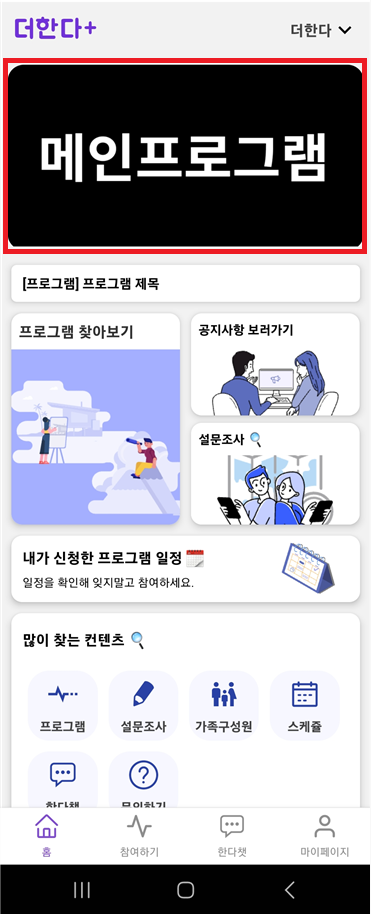 더한다+
더한다
메인프로그램
[프로그램] 프로그램 제목
프로그램 찾아보기
공지사항 보러가기
설문조사
내가 신청한 프로그램 일정
일정을 확인해 잊지말고 참여하세요.
많이 찾는 컨텐츠
프로그램
설문조사
가족구성원
스케쥴
한다챗
문의하기
홈
참여하기
한다챗
마이페이지